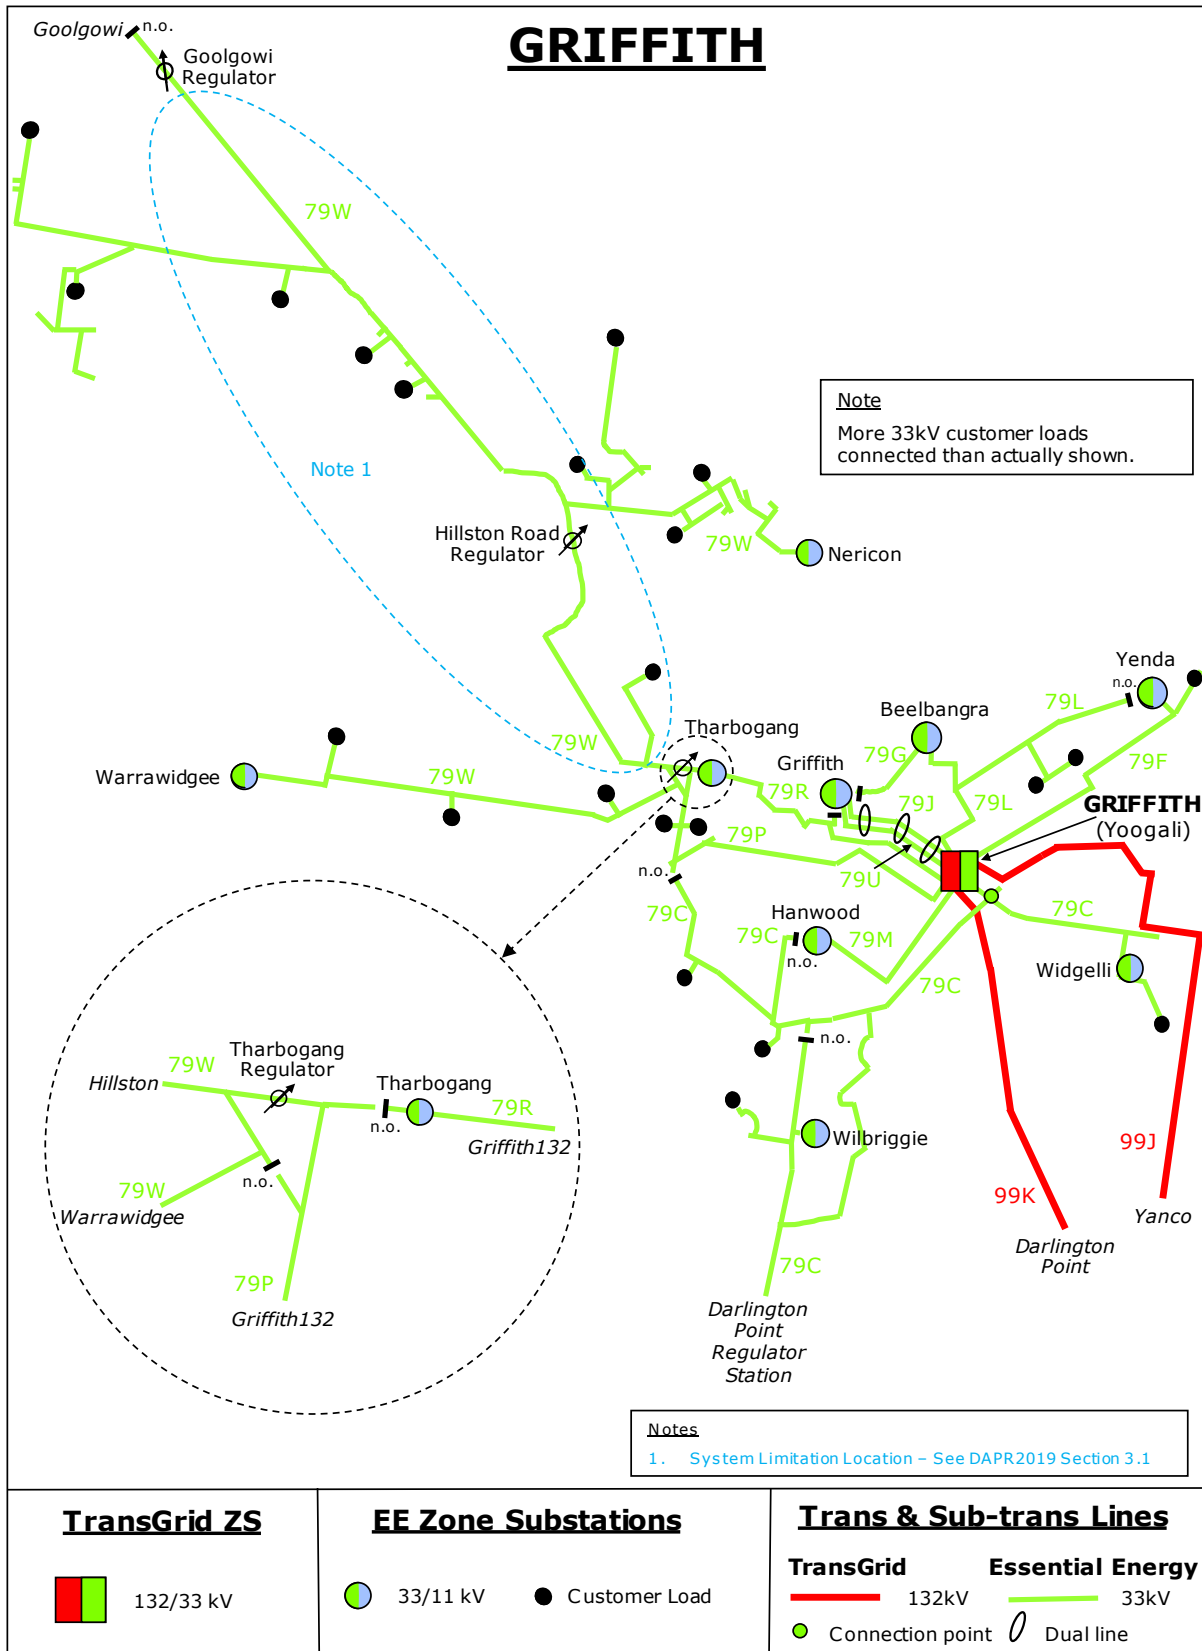 GRIFFITH
Goolgowi
n.o.
Goolgowi
Regulator
79W
Note
More 33kV customer loads
connected than actually shown.
Note 1
Hillston Road
Regulator
79W
Nericon
Yenda
n.o.
79L
Beelbangra
Tharbogang
79W
79G
79F
Warrawidgee
79W
Griffith
79R
79J
79L
GRIFFITH
(Yoogali)
79P
79U
n.o.
79C
Hanwood
79C
79M
79C
n.o.
Widgelli
79C
n.o.
Tharbogang
Regulator
79W
Hillston
Tharbogang
79R
n.o.
Griffith132
Wilbriggie
99J
79W
n.o.
99K
Warrawidgee
Yanco
Darlington
Point
79P
79C
Griffith132
Darlington
Point
Regulator
Station
Notes
1. System Limitation Location – See DAPR2019 Section 3.1
TransGrid ZS
132/33 kV
EE Zone Substations
33/11 kV
Customer Load
Trans & Sub-trans Lines
TransGrid
Essential Energy
132kV
33kV
Connection point
Dual line